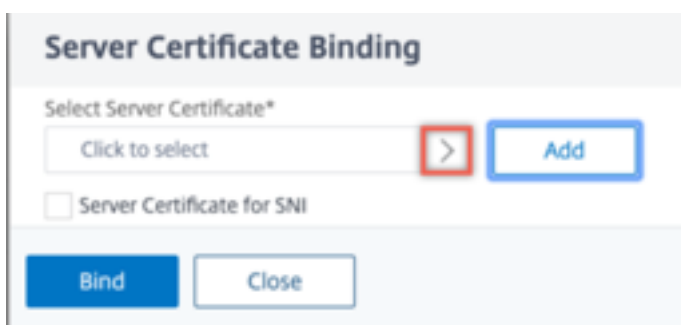 Server Certificate Binding
Select Server Certificate*
Click to select > Add
Server Certificate for SNI
Bind Close